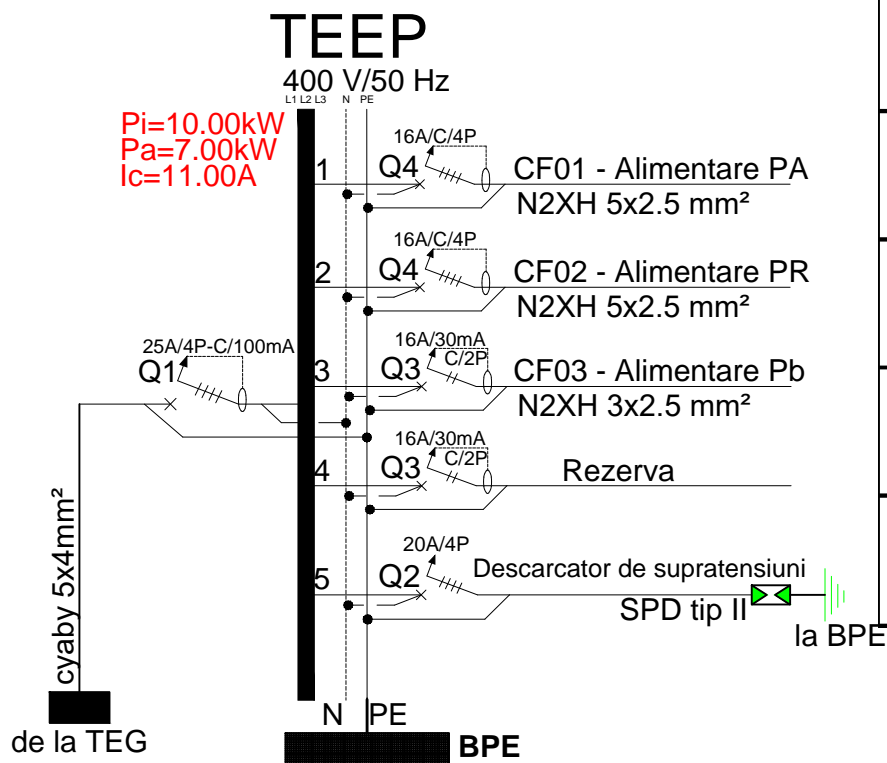 TEEP
400 V/50 Hz
L1 L2 L3 N PE
Pi=10.00kW
Pa=7.00kW
Ic=11.00A
16A/C/4P
1 Q4 CF01 - Alimentare PA
N2XH 5x2.5 mm²
16A/C/4P
2 Q4 CF02 - Alimentare PR
N2XH 5x2.5 mm²
25A/4P-C/100mA
Q1
16A/30mA
C/2P
3 Q3 CF03 - Alimentare Pb
N2XH 3x2.5 mm²
16A/30mA
C/2P
4 Q3 Rezerva
20A/4P
5 Q2 Descarcator de supratensiuni
SPD tip II
la BPE
cyaby 5x4mm²
N PE
de la TEG
BPE